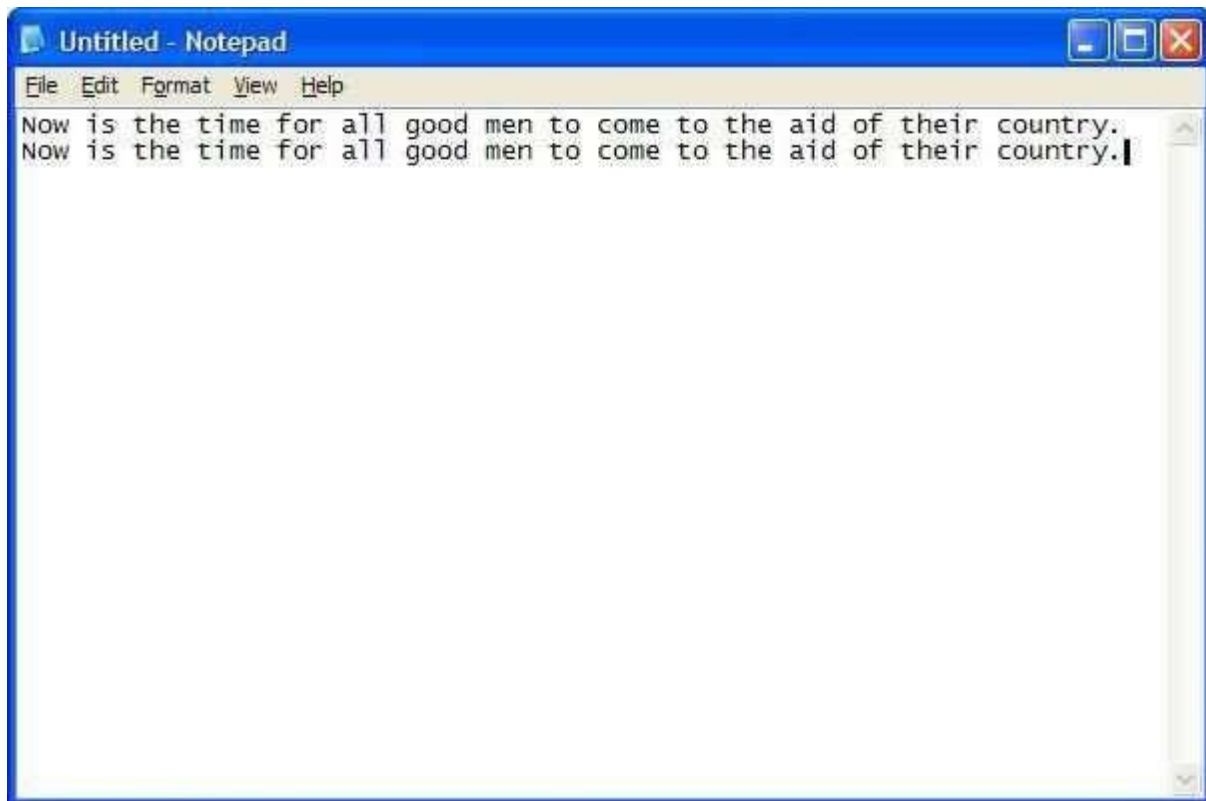 Untitled - Notepad
File Edit Format View Help
Now is the time for all good men to come to the aid of their country.
Now is the time for all good men to come to the aid of their country.